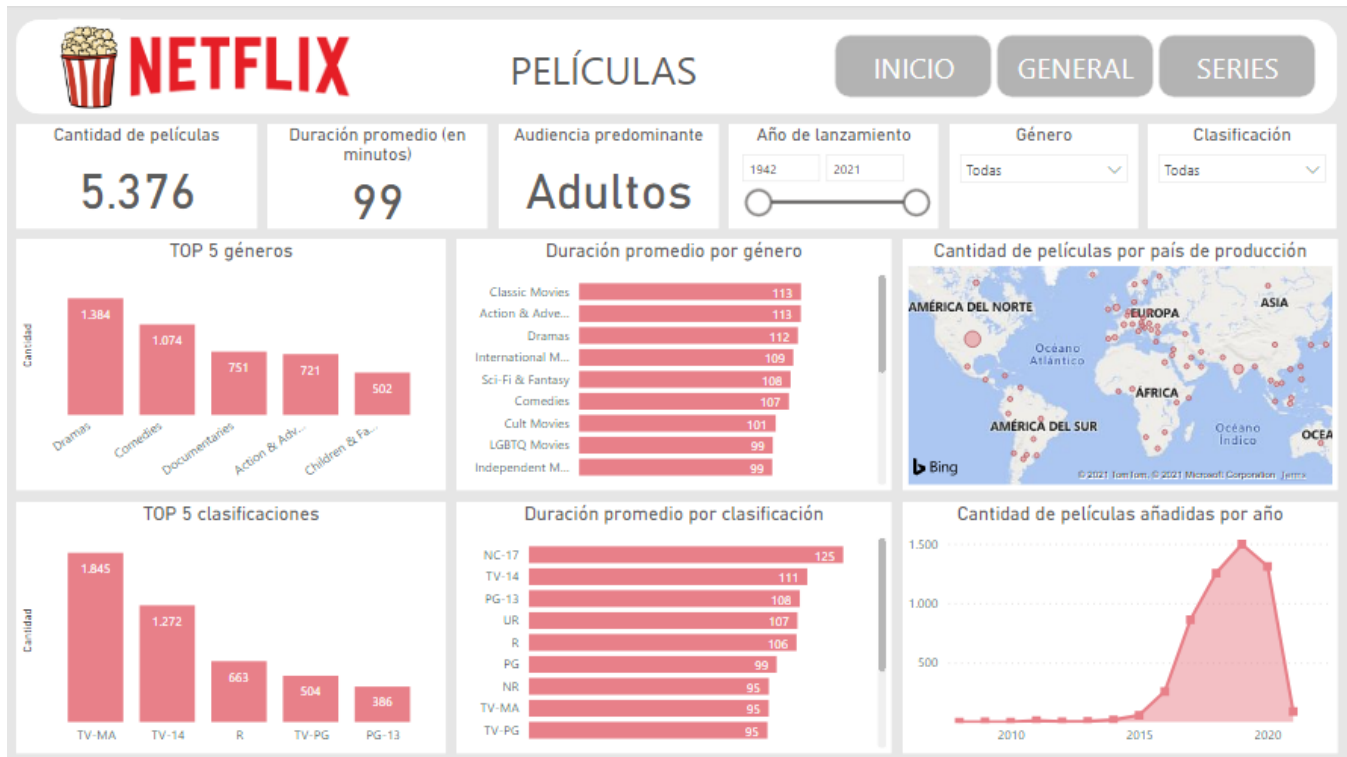 NETFLIX
PELÍCULAS
INICIO
GENERAL
SERIES
Cantidad de películas
5.376
Duración promedio (en
minutos)
99
Audiencia predominante
Adultos
Año de lanzamiento
1942
2021
Género
Todas
Clasificación
Todas
TOP 5 géneros
Cantidad
1.384
1.074
751
721
502
Dramas
Comedies
Documentaries
Action & Adv...
Children & Fa...
Duración promedio por género
Classic Movies 113
Action & Adve... 113
Dramas 112
International M... 109
Sci-Fi & Fantasy 108
Comedies 107
Cult Movies 101
LGBTQ Movies 99
Independent M... 99
Cantidad de películas por país de producción
AMÉRICA DEL NORTE
EUROPA
ASIA
Océano
Atlántico
ÁFRICA
AMÉRICA DEL SUR
Océano
Índico
OCEA
Bing
© 2021 TomTom, © 2021 Microsoft Corporation Terms
TOP 5 clasificaciones
Cantidad
1.845
1.272
663
504
386
TV-MA
TV-14
R
TV-PG
PG-13
Duración promedio por clasificación
NC-17 125
TV-14 111
PG-13 108
UR 107
R 106
PG 99
NR 95
TV-MA 95
TV-PG 95
Cantidad de películas añadidas por año
1.500
1.000
500
2010
2015
2020